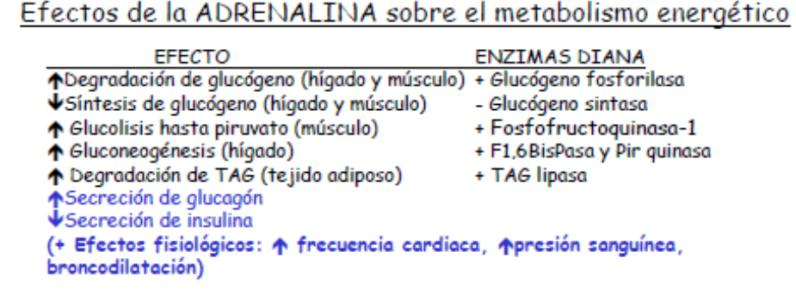 Efectos de la ADRENALINA sobre el metabolismo energético
EFECTO ENZIMAS DIANA
↑Degradación de glucógeno (hígado y músculo) + Glucógeno fosforilasa
↓Síntesis de glucógeno (hígado y músculo) - Glucógeno sintasa
↑ Glucolisis hasta piruvato (músculo) + Fosfofructoquinasa-1
↑ Gluconeogénesis (hígado) + F1,6BisPasa y Pir quinasa
↑ Degradación de TAG (tejido adiposo) + TAG lipasa
↑Secreción de glucagón
↓Secreción de insulina
(+ Efectos fisiológicos: ↑ frecuencia cardiaca, ↑presión sanguínea,
broncodilatación)